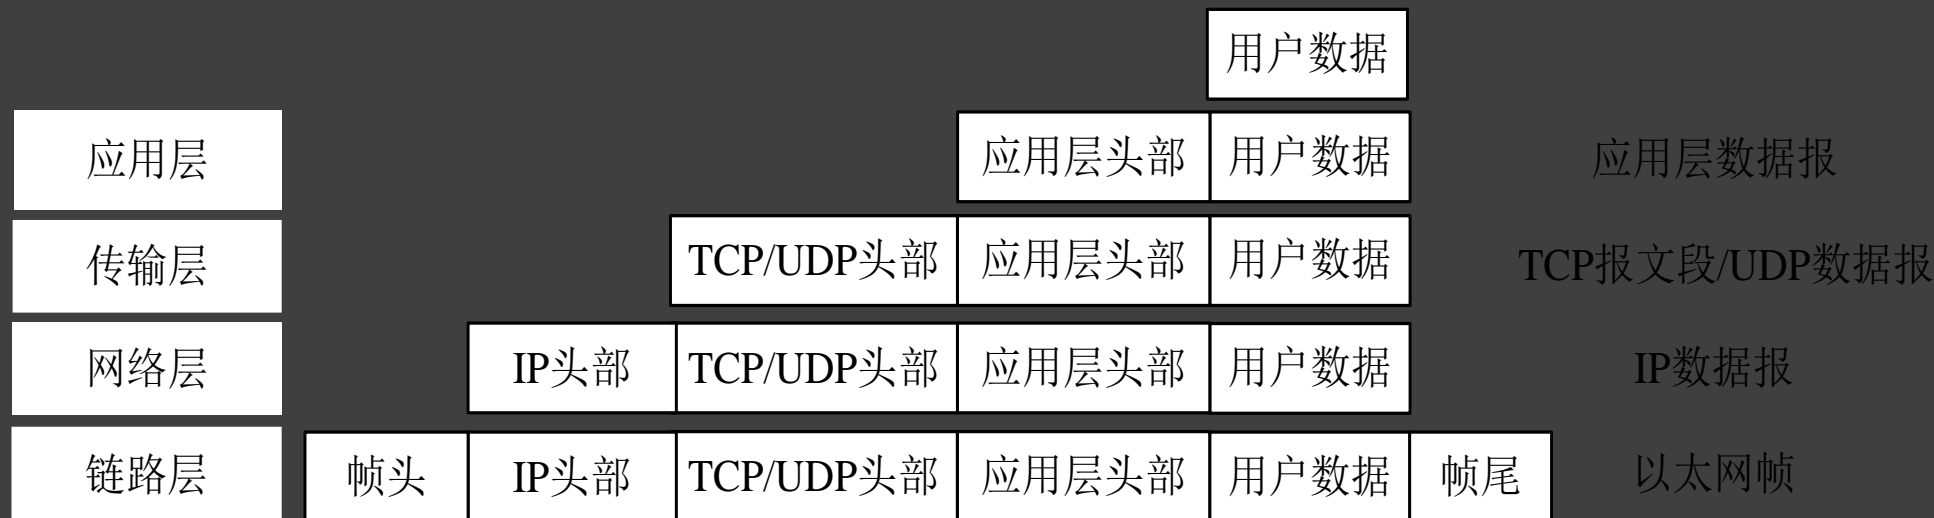 用户数据
应用层 应用层头部 用户数据 应用层数据报
传输层 TCP/UDP头部 应用层头部 用户数据 TCP报文段/UDP数据报
网络层 IP头部 TCP/UDP头部 应用层头部 用户数据 IP数据报
链路层 帧头 IP头部 TCP/UDP头部 应用层头部 用户数据 帧尾 以太网帧